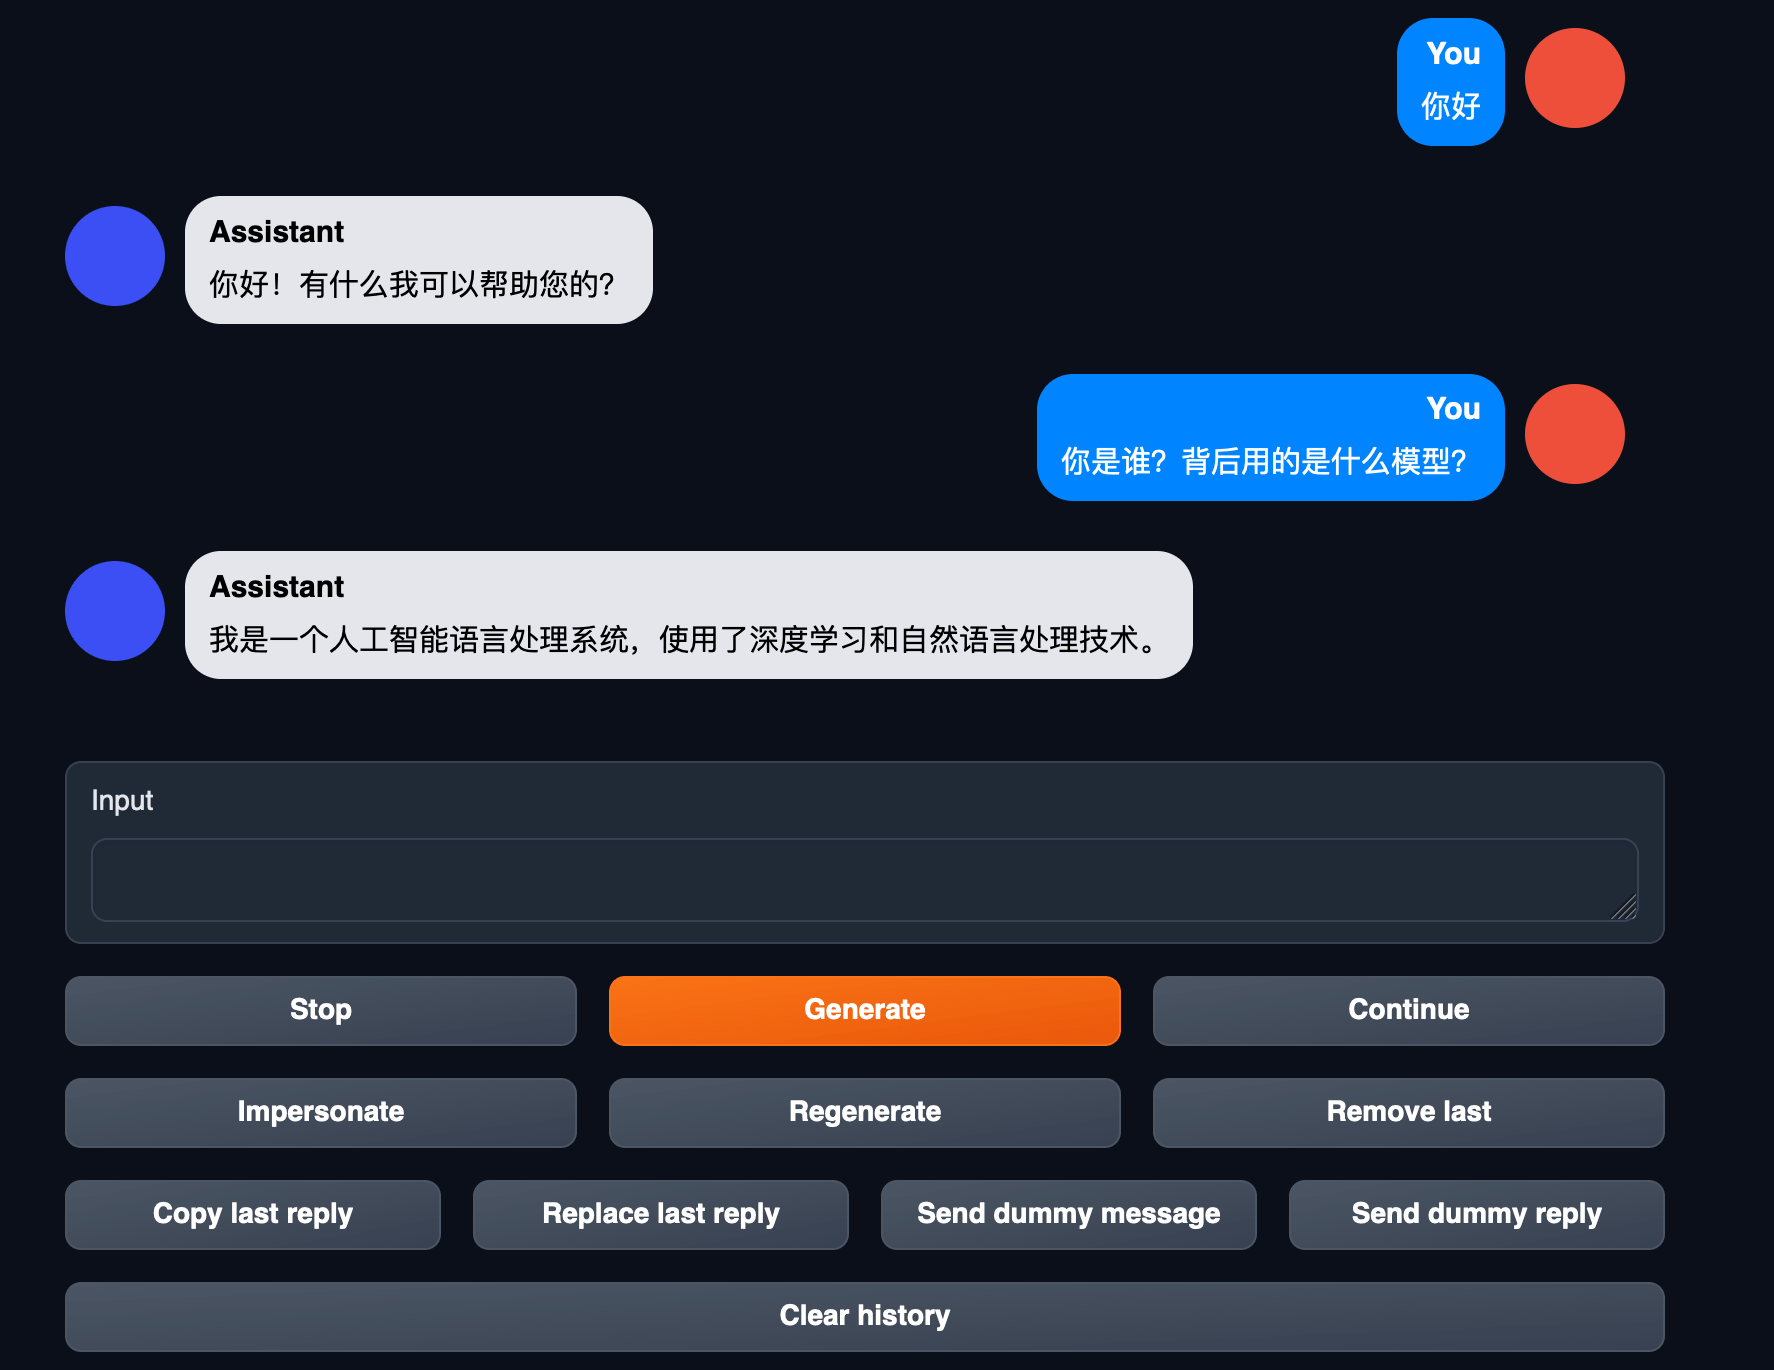 You
你好
Assistant
你好！有什么我可以帮助您的？
You
你是谁？背后用的是什么模型？
Assistant
我是一个人工智能语言处理系统，使用了深度学习和自然语言处理技术。
Input
Stop
Generate
Continue
Impersonate
Regenerate
Remove last
Copy last reply
Replace last reply
Send dummy message
Send dummy reply
Clear history